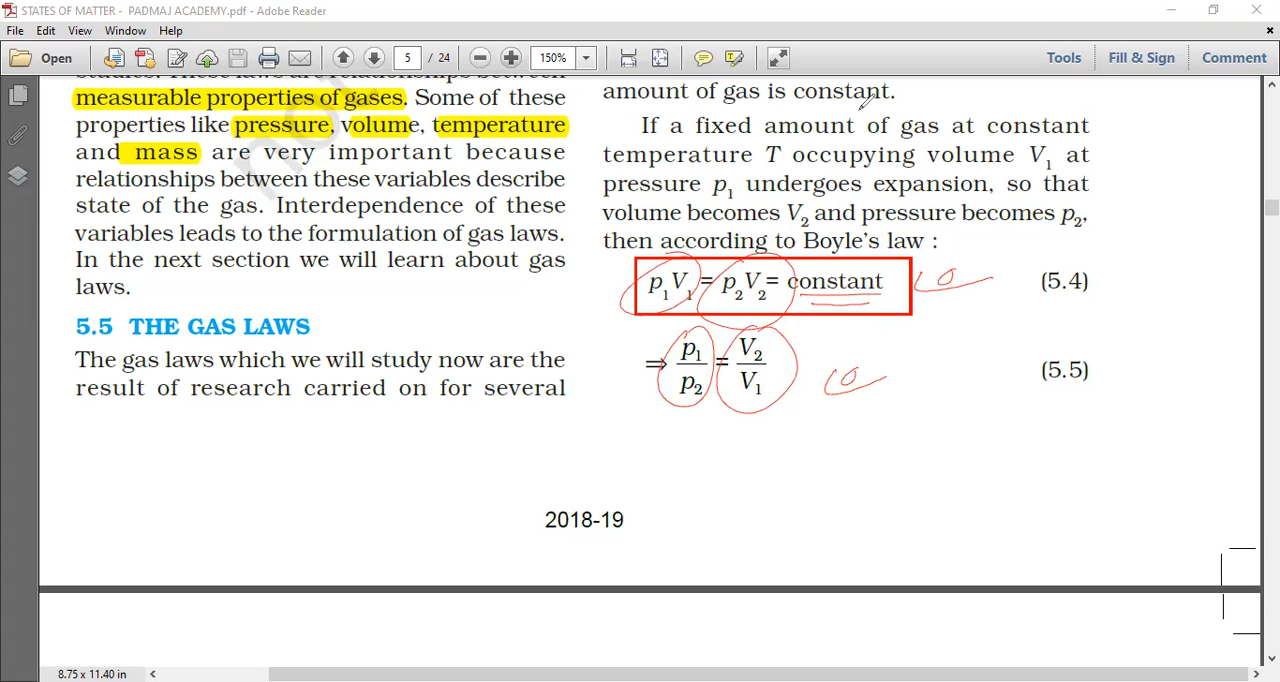 STATES OF MATTER - PADMAJ ACADEMY.pdf - Adobe Reader
File Edit View Window Help
Open 5 / 24 150% Tools Fill & Sign Comment
measurable properties of gases. Some of these
properties like pressure, volume, temperature
and mass are very important because
relationships between these variables describe
state of the gas. Interdependence of these
variables leads to the formulation of gas laws.
In the next section we will learn about gas
laws.
5.5 THE GAS LAWS
The gas laws which we will study now are the
result of research carried on for several
amount of gas is constant.
If a fixed amount of gas at constant
temperature T occupying volume V₁ at
pressure p₁ undergoes expansion, so that
volume becomes V₂ and pressure becomes p₂,
then according to Boyle's law :
p₁V₁ = p₂V₂ = constant (5.4)
⇒ p₁/p₂ = V₂/V₁ (5.5)
2018-19
8.75 x 11.40 in